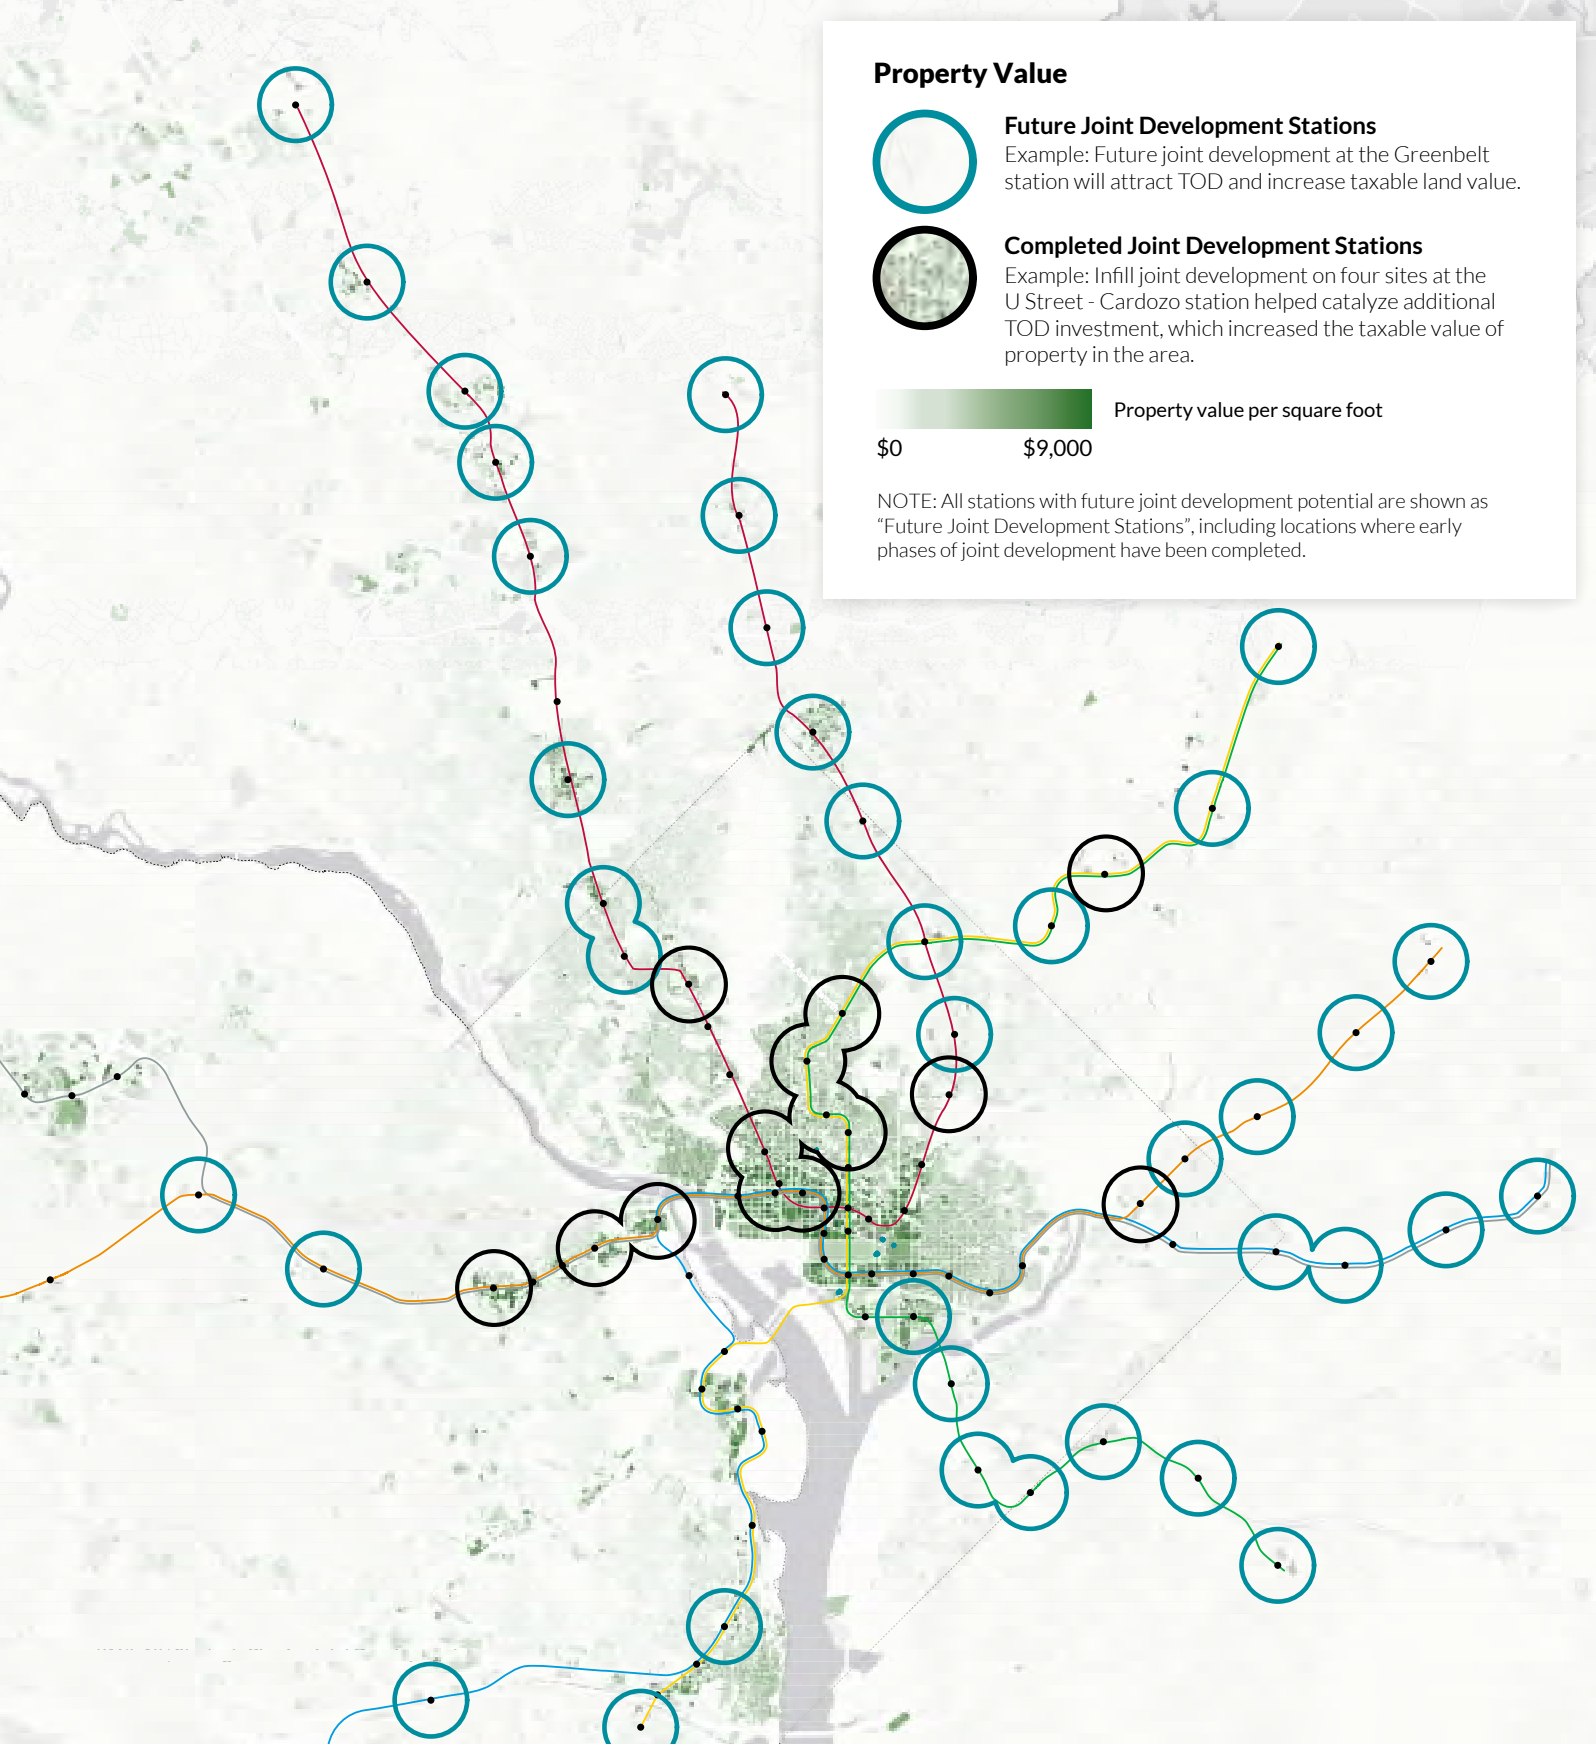 Property Value
Future Joint Development Stations
Example: Future joint development at the Greenbelt
station will attract TOD and increase taxable land value.
Completed Joint Development Stations
Example: Infill joint development on four sites at the
U Street - Cardozo station helped catalyze additional
TOD investment, which increased the taxable value of
property in the area.
Property value per square foot
$0 $9,000
NOTE: All stations with future joint development potential are shown as
“Future Joint Development Stations”, including locations where early
phases of joint development have been completed.